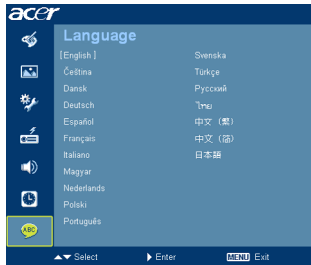 acer
Language
[English ]
Čeština
Dansk
Deutsch
Español
Français
Italiano
Magyar
Nederlands
Polski
Português
Svenska
Türkçe
Русский
ไทย
中文 (繁)
中文 (简)
日本語
ABC
Select
Enter
MENU Exit